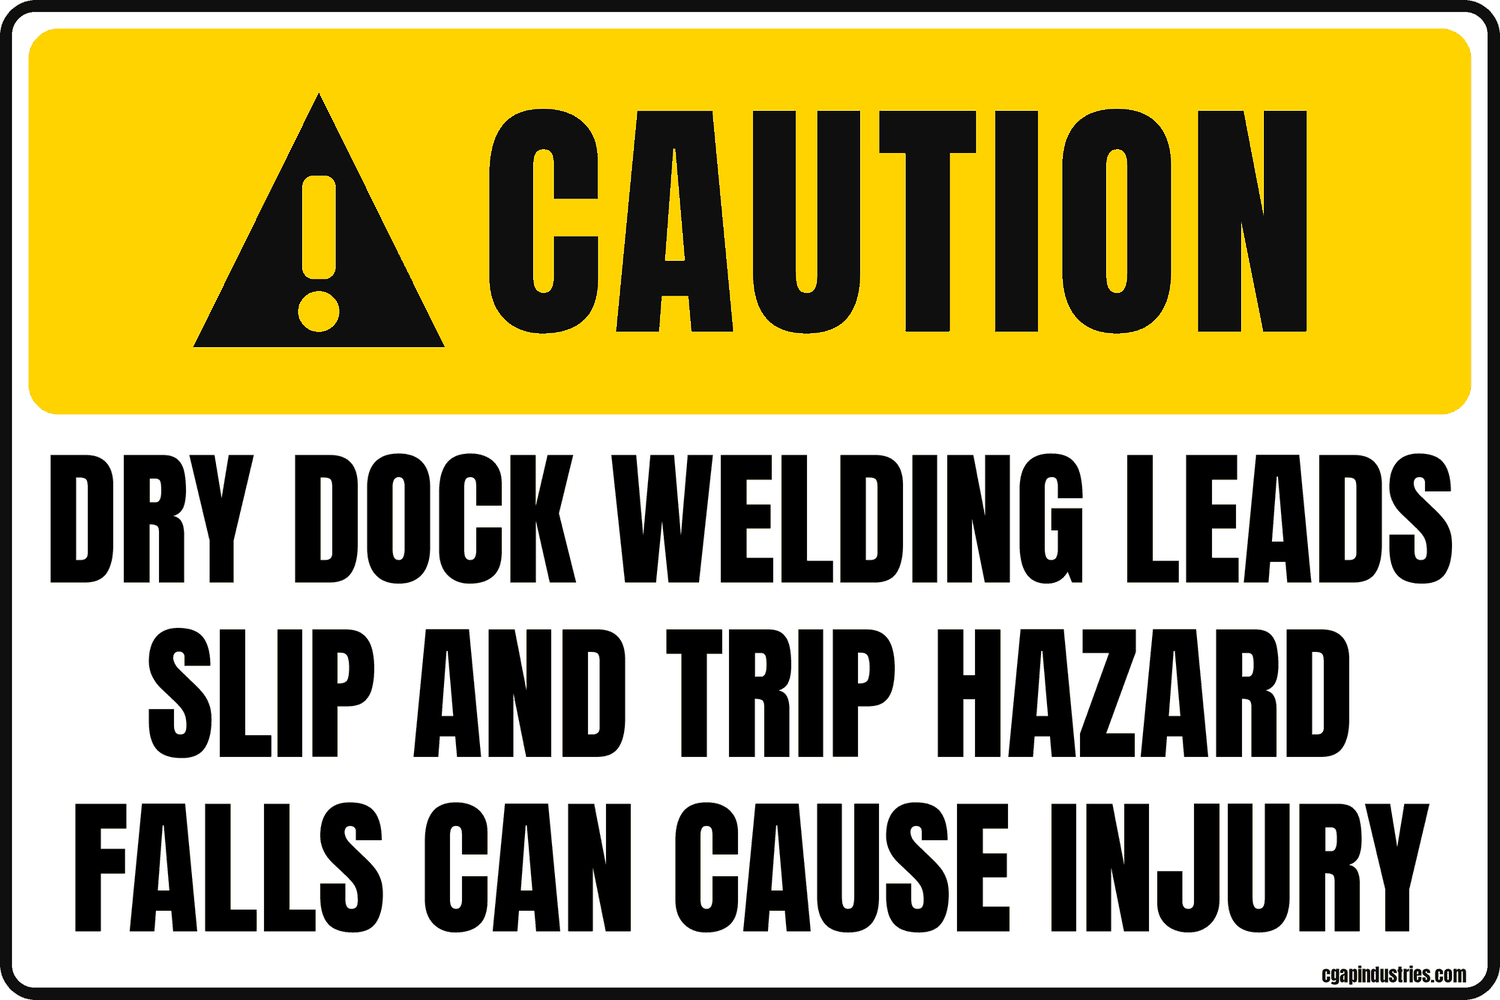 CAUTION
DRY DOCK WELDING LEADS
SLIP AND TRIP HAZARD
FALLS CAN CAUSE INJURY
cgapindustries.com